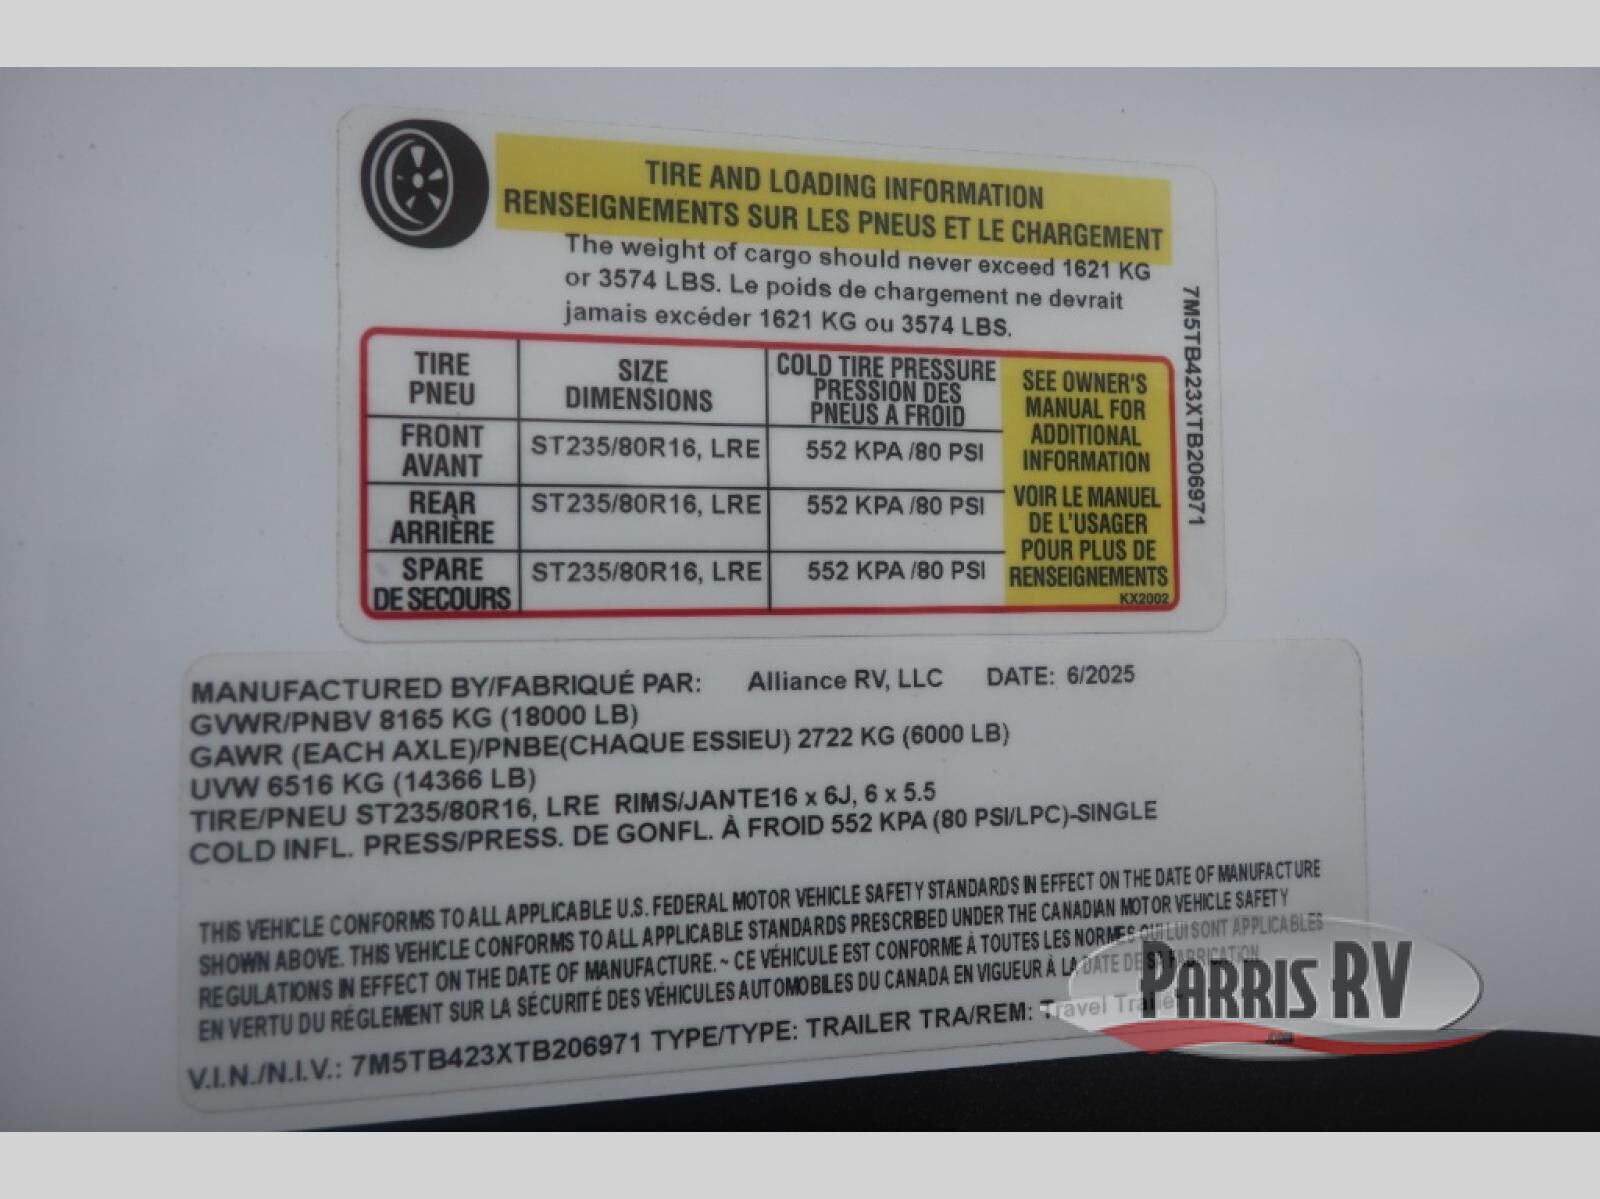 TIRE AND LOADING INFORMATION
RENSEIGNEMENTS SUR LES PNEUS ET LE CHARGEMENT
The weight of cargo should never exceed 1621 KG
or 3574 LBS. Le poids de chargement ne devrait
jamais excéder 1621 KG ou 3574 LBS.
TIRE
PNEU
SIZE
DIMENSIONS
COLD TIRE PRESSURE
PRESSION DES
PNEUS A FROID
FRONT
AVANT
ST235/80R16, LRE
552 KPA /80 PSI
REAR
ARRIÈRE
ST235/80R16, LRE
552 KPA /80 PSI
SPARE
DE SECOURS
ST235/80R16, LRE
552 KPA /80 PSI
SEE OWNER'S
MANUAL FOR
ADDITIONAL
INFORMATION
VOIR LE MANUEL
DE L'USAGER
POUR PLUS DE
RENSEIGNEMENTS
KX2002
7M5TB423XTB206971
MANUFACTURED BY/FABRIQUÉ PAR: Alliance RV, LLC DATE: 6/2025
GVWR/PNBV 8165 KG (18000 LB)
GAWR (EACH AXLE)/PNBE(CHAQUE ESSIEU) 2722 KG (6000 LB)
UVW 6516 KG (14366 LB)
TIRE/PNEU ST235/80R16, LRE RIMS/JANTE16 x 6J, 6 x 5.5
COLD INFL. PRESS/PRESS. DE GONFL. À FROID 552 KPA (80 PSI/LPC)-SINGLE
THIS VEHICLE CONFORMS TO ALL APPLICABLE U.S. FEDERAL MOTOR VEHICLE SAFETY STANDARDS IN EFFECT ON THE DATE OF MANUFACTURE
SHOWN ABOVE. THIS VEHICLE CONFORMS TO ALL APPLICABLE STANDARDS PRESCRIBED UNDER THE CANADIAN MOTOR VEHICLE SAFETY
REGULATIONS IN EFFECT ON THE DATE OF MANUFACTURE. ~ CE VÉHICULE EST CONFORME À TOUTES LES NORMES QUI LUI SONT APPLICABLES
EN VERTU DU RÉGLEMENT SUR LA SÉCURITÉ DES VÉHICULES AUTOMOBILES DU CANADA EN VIGUEUR À LA DATE DE
V.I.N./N.I.V.: 7M5TB423XTB206971 TYPE/TYPE: TRAILER TRA/REM: Travel Trailer
PARRIS RV
.com